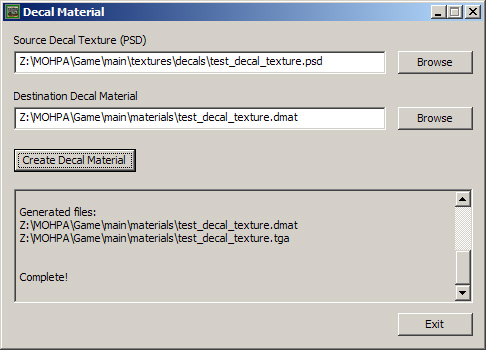 Decal Material
Source Decal Texture (PSD)
Z:\MOHPA\Game\main\textures\decals\test_decal_texture.psd
Browse
Destination Decal Material
Z:\MOHPA\Game\main\materials\test_decal_texture.dmat
Browse
Create Decal Material
Generated files:
Z:\MOHPA\Game\main\materials\test_decal_texture.dmat
Z:\MOHPA\Game\main\materials\test_decal_texture.tga
Complete!
Exit